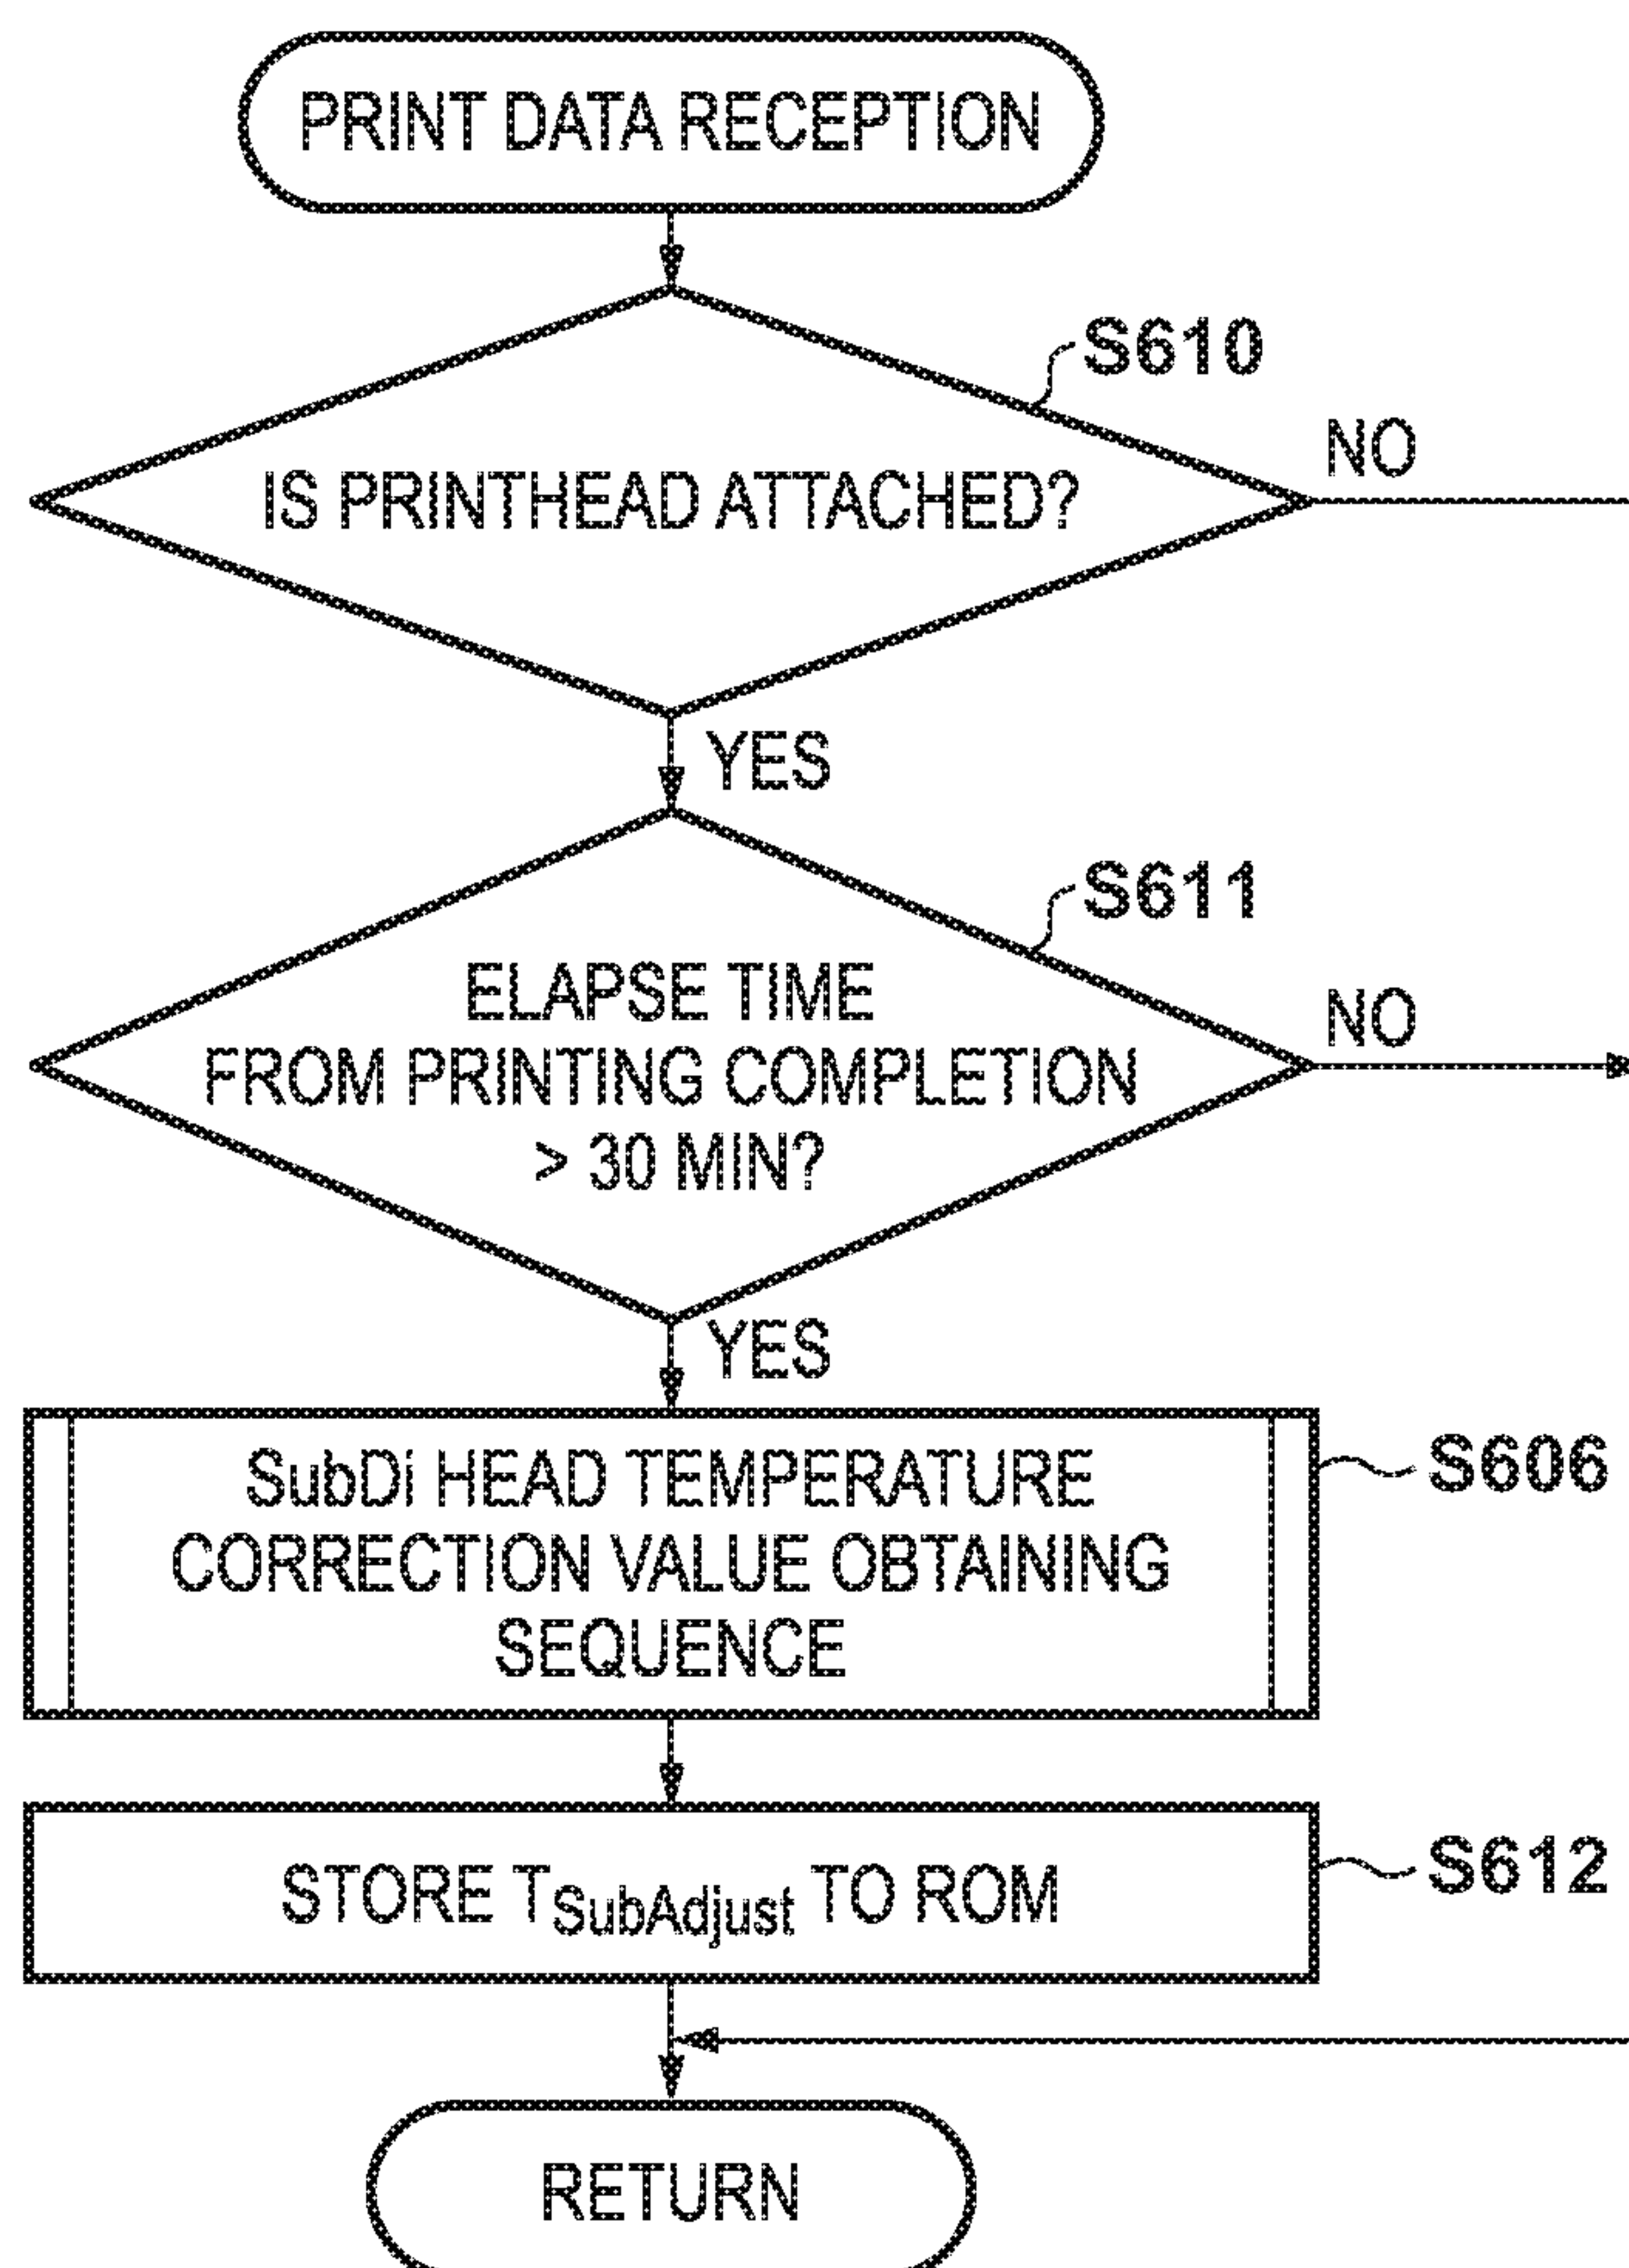 PRINT DATA RECEPTION
S610
IS PRINTHEAD ATTACHED?
NO
YES
S611
ELAPSE TIME
FROM PRINTING COMPLETION
> 30 MIN?
NO
YES
SubDi HEAD TEMPERATURE
CORRECTION VALUE OBTAINING
SEQUENCE
S606
STORE TSubAdjust TO ROM
S612
RETURN